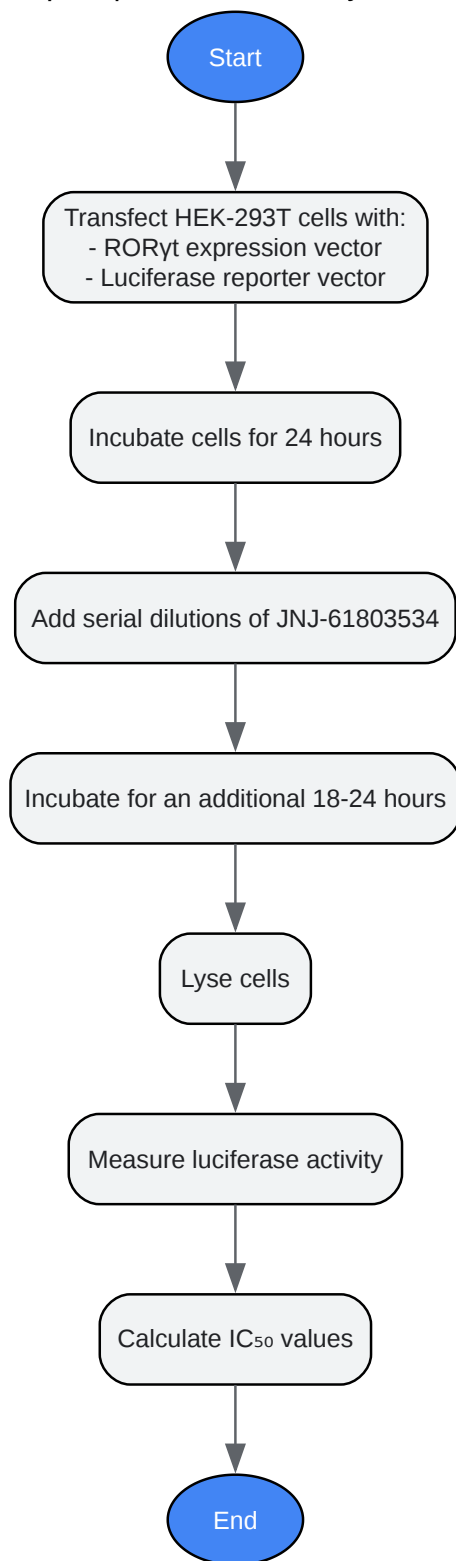 Start
Transfect HEK-293T cells with:
- RORγt expression vector
- Luciferase reporter vector
Incubate cells for 24 hours
Add serial dilutions of JNJ-61803534
Incubate for an additional 18-24 hours
Lyse cells
Measure luciferase activity
Calculate IC₅₀ values
End